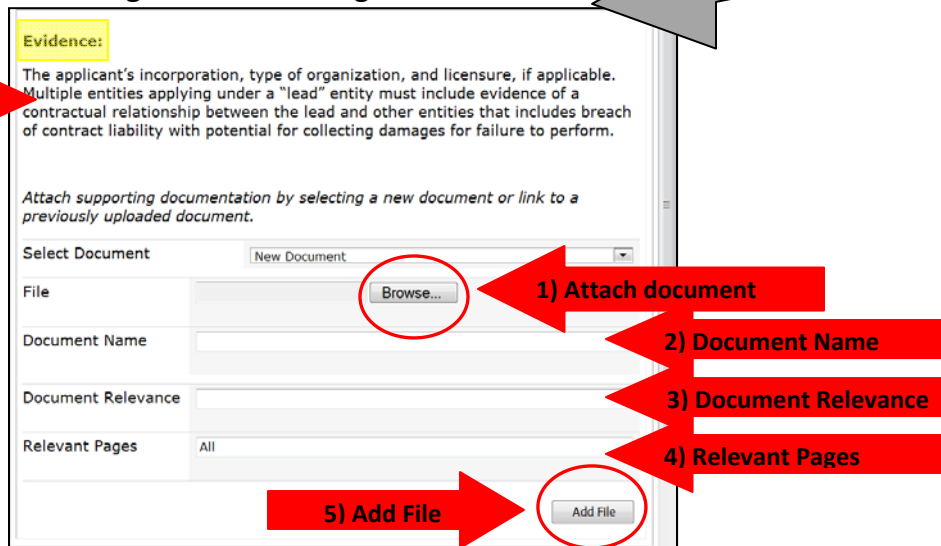 Evidence:
The applicant's incorporation, type of organization, and licensure, if applicable.
Multiple entities applying under a "lead" entity must include evidence of a
contractual relationship between the lead and other entities that includes breach
of contract liability with potential for collecting damages for failure to perform.
Attach supporting documentation by selecting a new document or link to a
previously uploaded document.
Select Document New Document
File Browse... 1) Attach document
Document Name 2) Document Name
Document Relevance 3) Document Relevance
Relevant Pages All 4) Relevant Pages
5) Add File Add File